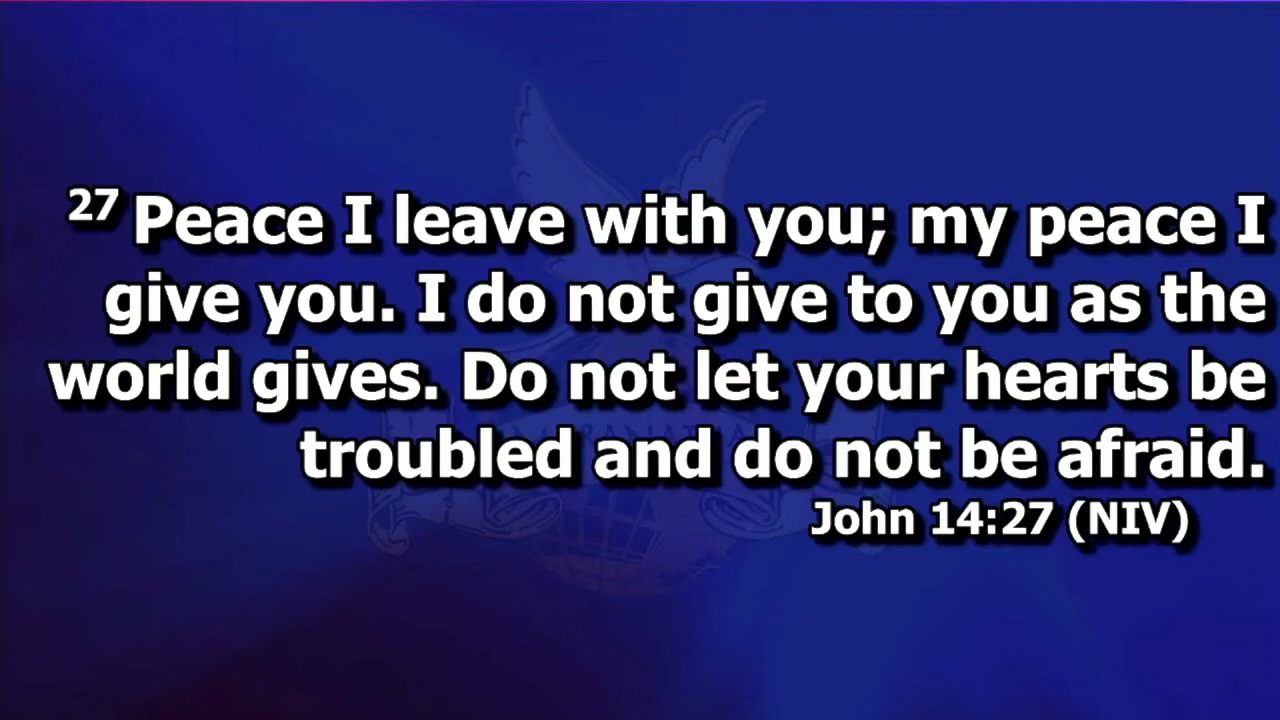 27 Peace I leave with you; my peace I
give you. I do not give to you as the
world gives. Do not let your hearts be
troubled and do not be afraid.
John 14:27 (NIV)